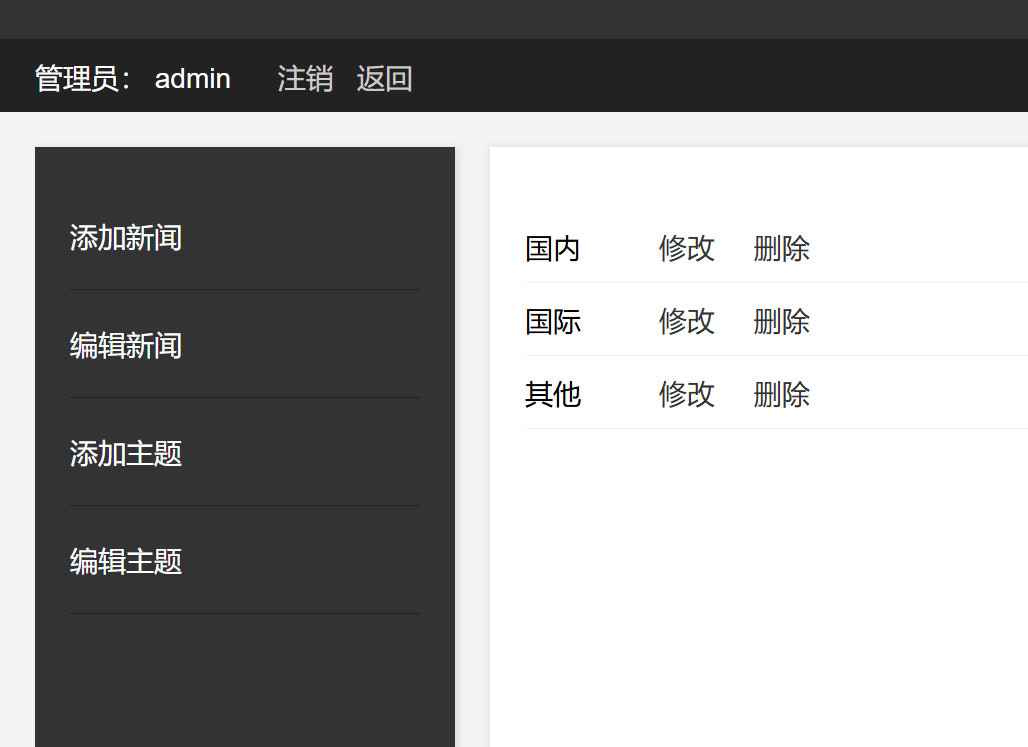 管理员： admin 注销 返回
添加新闻
编辑新闻
添加主题
编辑主题
国内 修改 删除
国际 修改 删除
其他 修改 删除